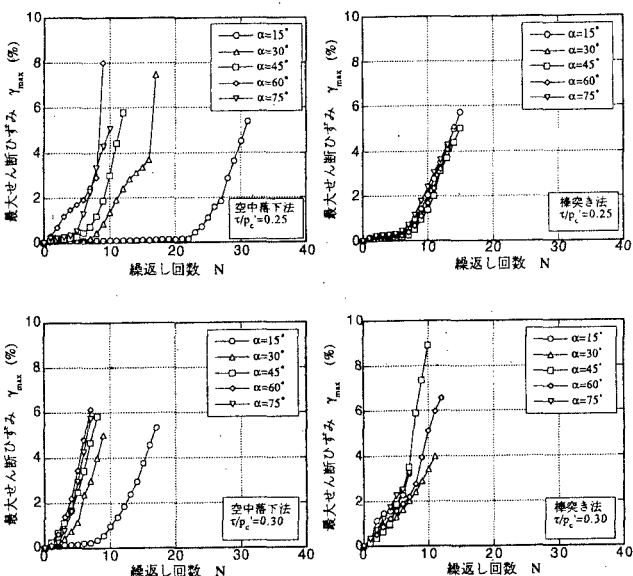 最大せん断ひずみ γmax (%)
10
8
6
4
2
0
0
10
20
30
40
繰返し回数 N
α=15°
α=30°
α=45°
α=60°
α=75°
空中落下法
τ/pc'=0.25
最大せん断ひずみ γmax (%)
10
8
6
4
2
0
0
10
20
30
40
繰返し回数 N
α=15°
α=30°
α=45°
α=60°
α=75°
棒突き法
τ/pc'=0.25
最大せん断ひずみ γmax (%)
10
8
6
4
2
0
0
10
20
30
40
繰返し回数 N
α=15°
α=30°
α=45°
α=60°
α=75°
空中落下法
τ/pc'=0.30
最大せん断ひずみ γmax (%)
10
8
6
4
2
0
0
10
20
30
40
繰返し回数 N
α=15°
α=30°
α=45°
α=60°
α=75°
棒突き法
τ/pc'=0.30